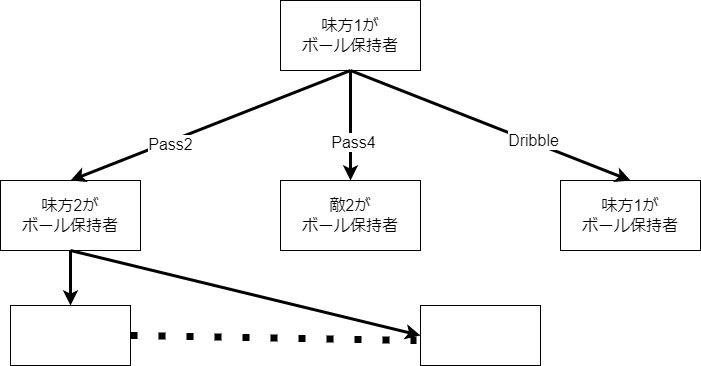 味方1が
ボール保持者
Pass2
Pass4
Dribble
味方2が
ボール保持者
敵2が
ボール保持者
味方1が
ボール保持者